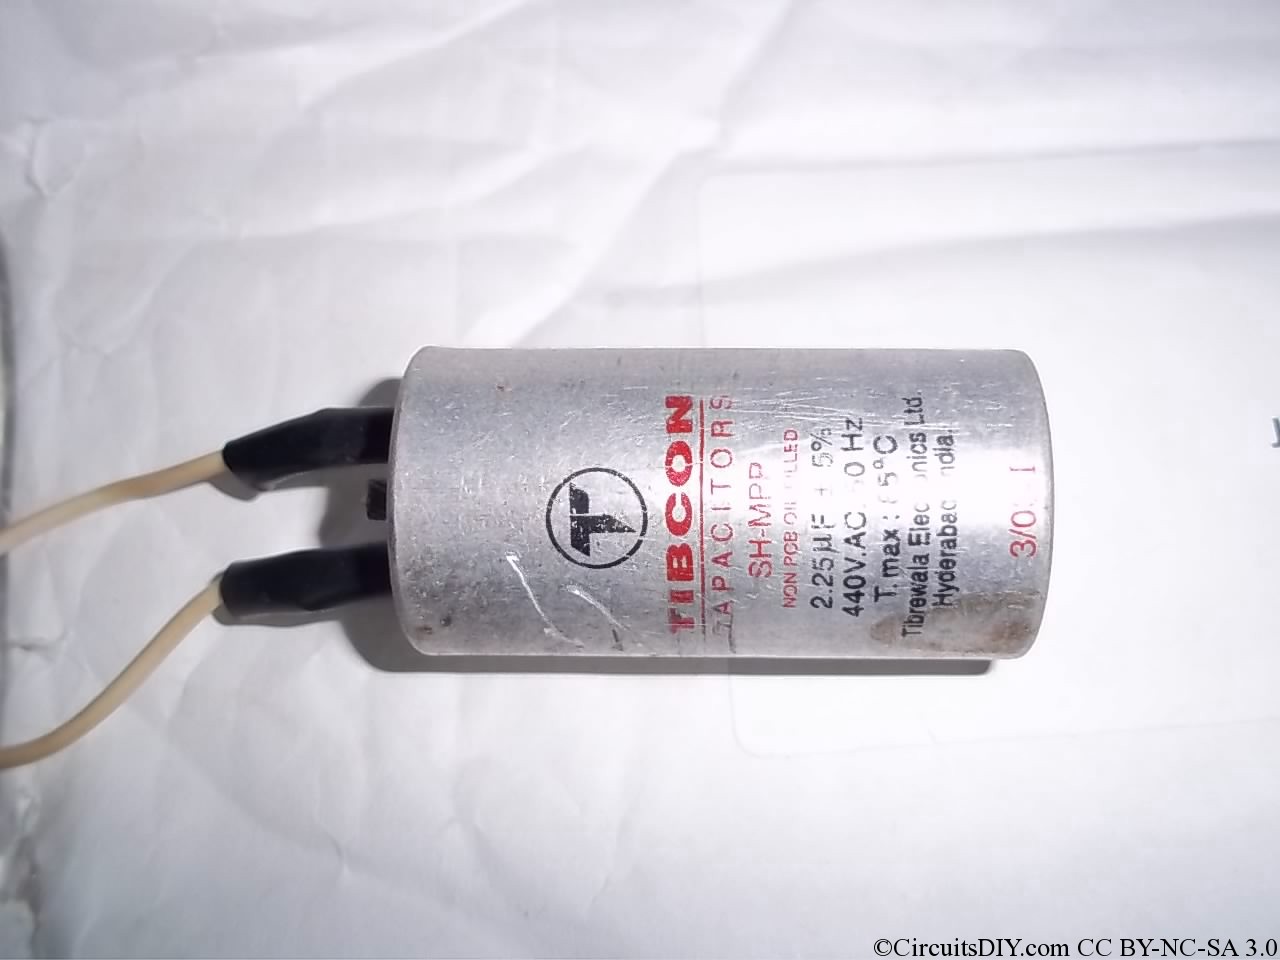 TIBCON
CAPACITORS
SH-MPP
NON PCB OIL FILLED
2.25µF ± 5%
440V.AC. 50 Hz
T. max : 85°C
Tibrewala Electronics Ltd.
Hyderabad India.
©CircuitsDIY.com CC BY-NC-SA 3.0